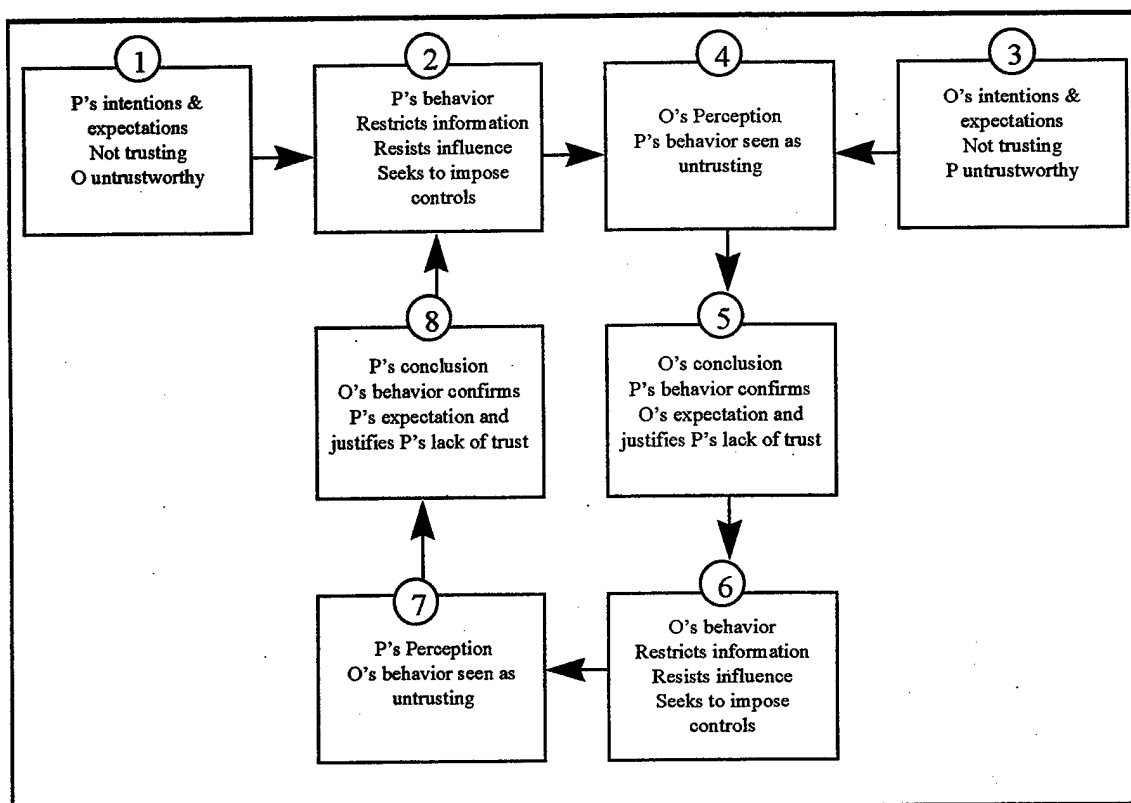 1
P's intentions &
expectations
Not trusting
O untrustworthy
2
P's behavior
Restricts information
Resists influence
Seeks to impose
controls
4
O's Perception
P's behavior seen as
untrusting
3
O's intentions &
expectations
Not trusting
P untrustworthy
8
P's conclusion
O's behavior confirms
P's expectation and
justifies P's lack of trust
5
O's conclusion
P's behavior confirms
O's expectation and
justifies P's lack of trust
7
P's Perception
O's behavior seen as
untrusting
6
O's behavior
Restricts information
Resists influence
Seeks to impose
controls